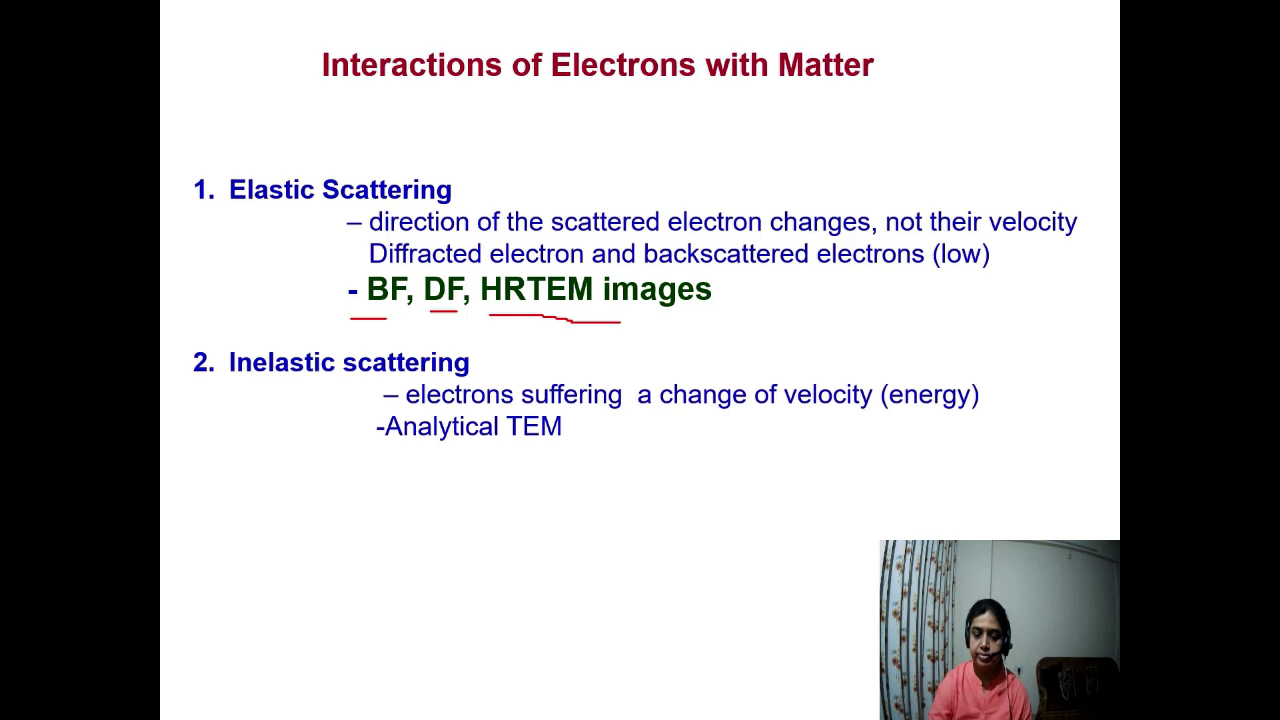 Interactions of Electrons with Matter
1. Elastic Scattering
– direction of the scattered electron changes, not their velocity
Diffracted electron and backscattered electrons (low)
- BF, DF, HRTEM images
2. Inelastic scattering
– electrons suffering a change of velocity (energy)
-Analytical TEM